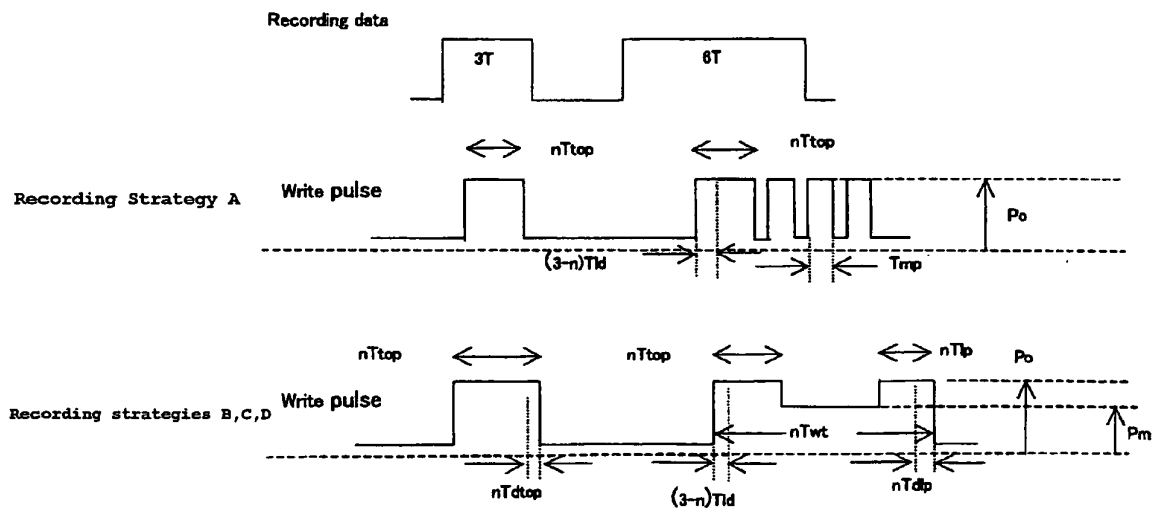 Recording data
3T
6T
nTtop
nTtop
Recording Strategy A
Write pulse
Po
(3-n)Tld
Tmp
nTtop
nTtop
nTlp
Po
Recording strategies B,C,D
Write pulse
nTwt
Pm
nTdtop
(3-n)Tld
nTdlp